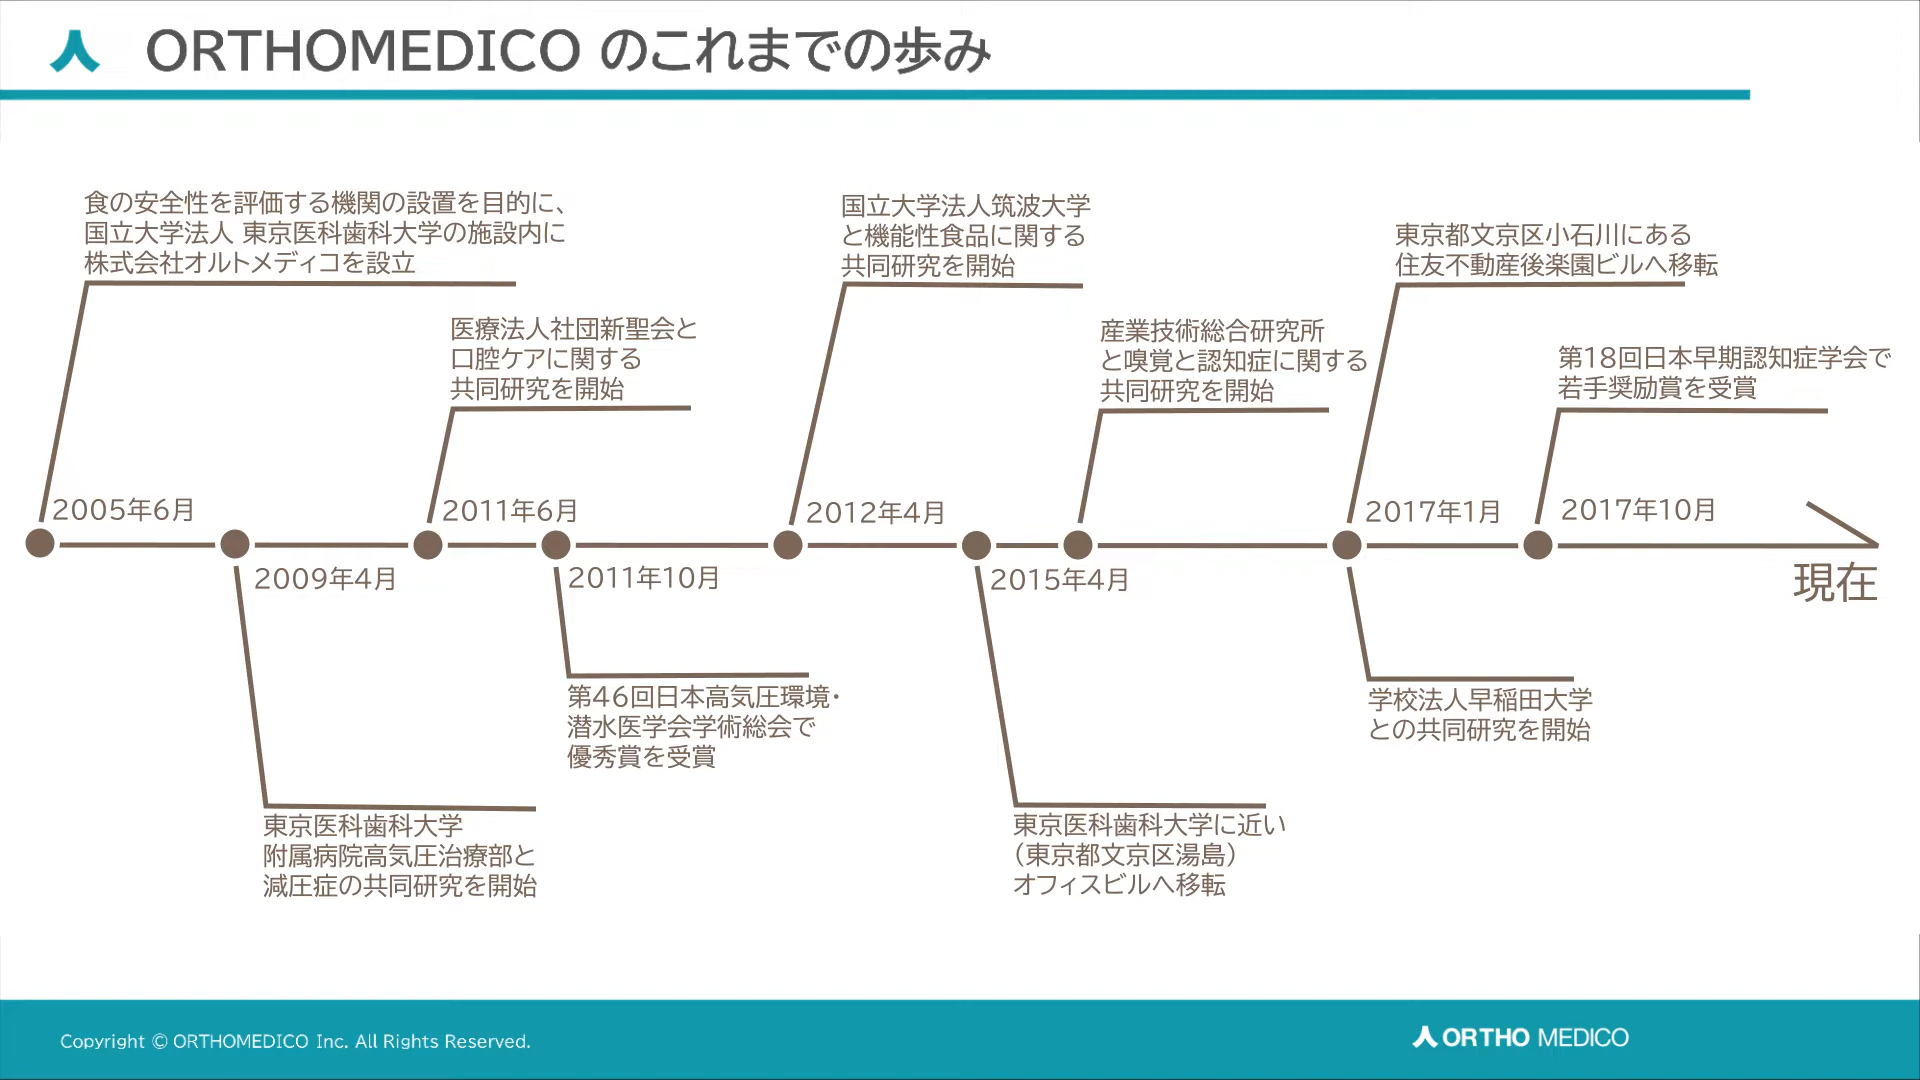 ORTHOMEDICO のこれまでの歩み
食の安全性を評価する機関の設置を目的に、
国立大学法人 東京医科歯科大学の施設内に
株式会社オルトメディコを設立
2005年6月
2009年4月
東京医科歯科大学
附属病院高気圧治療部と
減圧症の共同研究を開始
医療法人社団新聖会と
口腔ケアに関する
共同研究を開始
2011年6月
2011年10月
第46回日本高気圧環境・
潜水医学会学術総会で
優秀賞を受賞
国立大学法人筑波大学
と機能性食品に関する
共同研究を開始
2012年4月
産業技術総合研究所
と嗅覚と認知症に関する
共同研究を開始
2015年4月
東京医科歯科大学に近い
（東京都文京区湯島）
オフィスビルへ移転
東京都文京区小石川にある
住友不動産後楽園ビルへ移転
2017年1月
学校法人早稲田大学
との共同研究を開始
第18回日本早期認知症学会で
若手奨励賞を受賞
2017年10月
現在
Copyright © ORTHOMEDICO Inc. All Rights Reserved.
ORTHO MEDICO